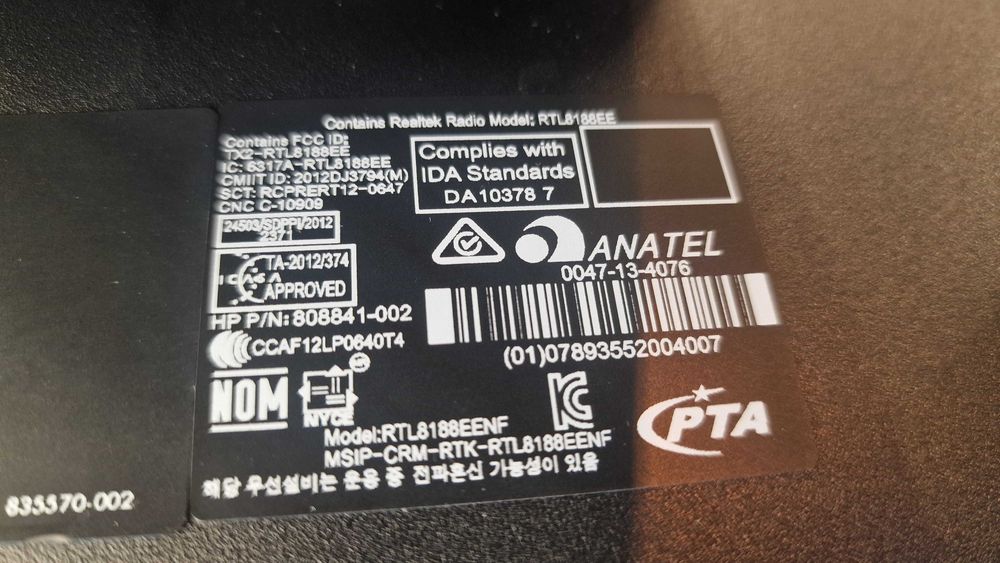 Contains Realtek Radio Model: RTL8188EE
Contains FCC ID:
TX2-RTL8188EE
IC: 6317A-RTL8188EE
CMIIT ID: 2012DJ3794(M)
SCT: RCPRERT12-0647
CNC C-10909
24503/SDPPI/2012
2371
Complies with
IDA Standards
DA10378 7
ICASA
TA-2012/374
APPROVED
ANATEL
0047-13-4076
HP P/N: 808841-002
CCAF12LP0640T4
(01)07893552004007
NOM
NYCE
PTA
Model:RTL8188EENF
MSIP-CRM-RTK-RTL8188EENF
해당 무선설비는 운용 중 전파혼신 가능성이 있음
835570-002